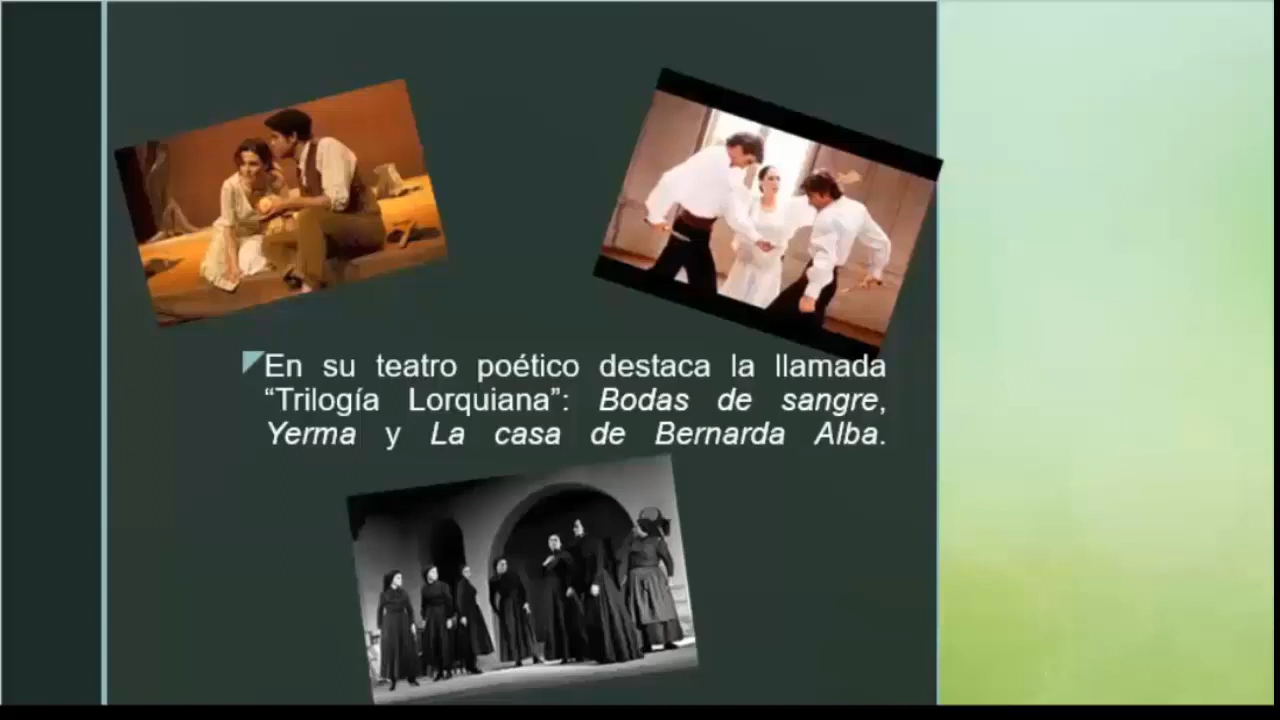 En su teatro poético destaca la llamada
“Trilogía Lorquiana”: Bodas de sangre,
Yerma y La casa de Bernarda Alba.